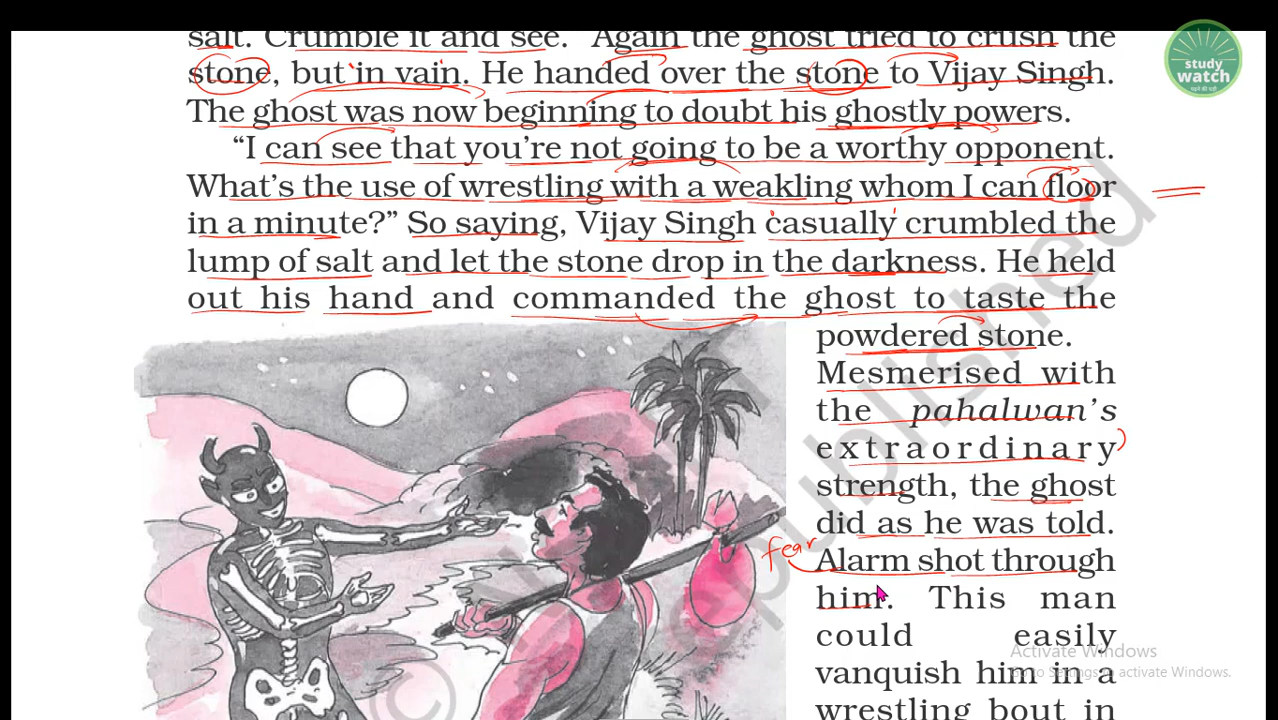 salt. Crumble it and see." Again the ghost tried to crush the
stone, but in vain. He handed over the stone to Vijay Singh.
The ghost was now beginning to doubt his ghostly powers.
"I can see that you're not going to be a worthy opponent.
What's the use of wrestling with a weakling whom I can floor
in a minute?" So saying, Vijay Singh casually crumbled the
lump of salt and let the stone drop in the darkness. He held
out his hand and commanded the ghost to taste the
powdered stone.
Mesmerised with
the pahalwan's
extraordinary
strength, the ghost
did as he was told.
fear
Alarm shot through
him. This man
could easily
vanquish him in a
wrestling bout in
study
watch
Activate Windows
Go to Settings to activate Windows.